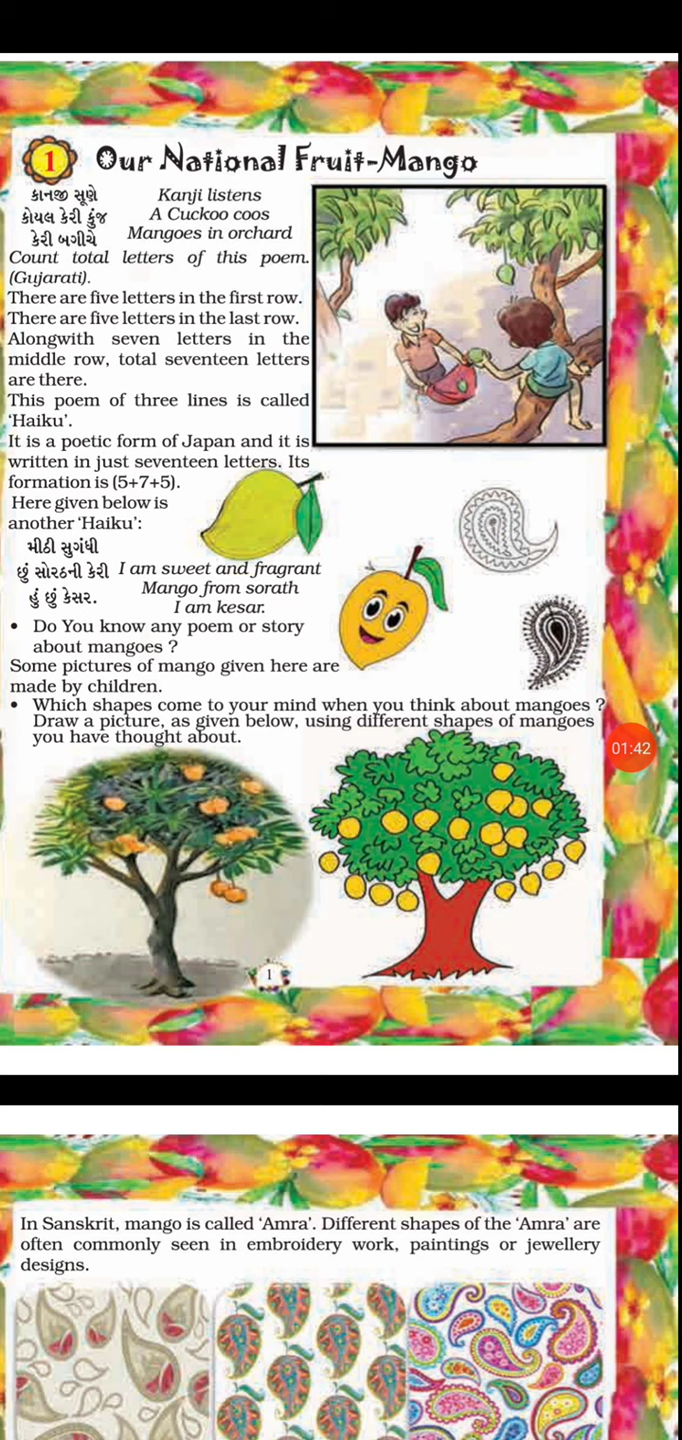 1 Our National Fruit-Mango
કાનજી સૂણે
કોયલ કેરી કુંજ
કેરી બગીચે
Kanji listens
A Cuckoo coos
Mangoes in orchard
Count total letters of this poem.
(Gujarati).
There are five letters in the first row.
There are five letters in the last row.
Alongwith seven letters in the
middle row, total seventeen letters
are there.
This poem of three lines is called
‘Haiku’.
It is a poetic form of Japan and it is
written in just seventeen letters. Its
formation is (5+7+5).
Here given below is
another ‘Haiku’:
મીઠી સુગંધી
છું સોરઠની કેરી
હું છું કેસર.
I am sweet and fragrant
Mango from sorath
I am kesar.
• Do You know any poem or story
about mangoes ?
Some pictures of mango given here are
made by children.
• Which shapes come to your mind when you think about mangoes ?
Draw a picture, as given below, using different shapes of mangoes
you have thought about.
01:42
1
In Sanskrit, mango is called ‘Amra’. Different shapes of the ‘Amra’ are
often commonly seen in embroidery work, paintings or jewellery
designs.